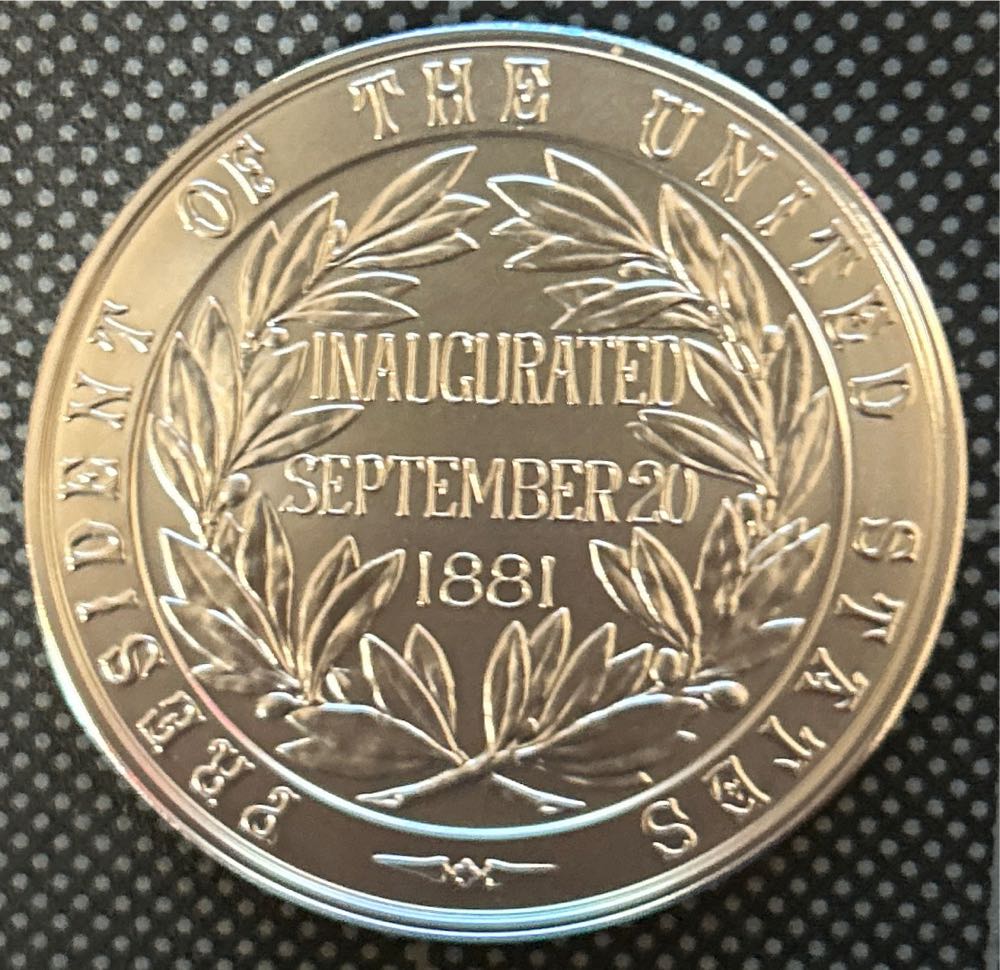 PRESIDENT OF THE UNITED STATES
INAUGURATED
SEPTEMBER 20
1881